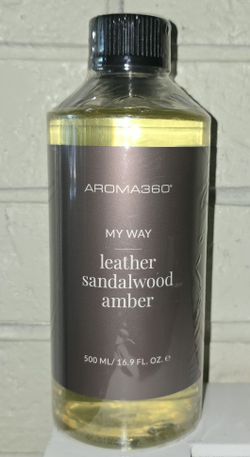 AROMA360®
MY WAY
leather
sandalwood
amber
500 ML/ 16.9 FL. OZ. ℮